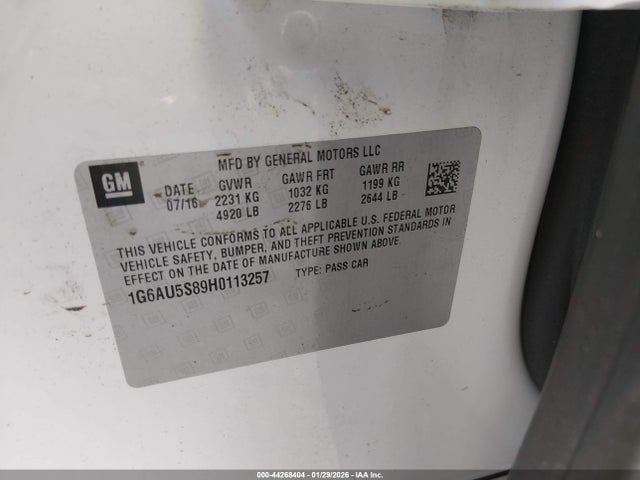 GM
MFD BY GENERAL MOTORS LLC
DATE GVWR GAWR FRT GAWR RR
07/16 2231 KG 1032 KG 1199 KG
4920 LB 2276 LB 2644 LB
THIS VEHICLE CONFORMS TO ALL APPLICABLE U.S. FEDERAL MOTOR
VEHICLE SAFETY, BUMPER, AND THEFT PREVENTION STANDARDS IN
EFFECT ON THE DATE OF MANUFACTURE SHOWN ABOVE.
1G6AU5S89H0113257 TYPE: PASS CAR
000-44268404 | 01/29/2026 | IAA Inc.